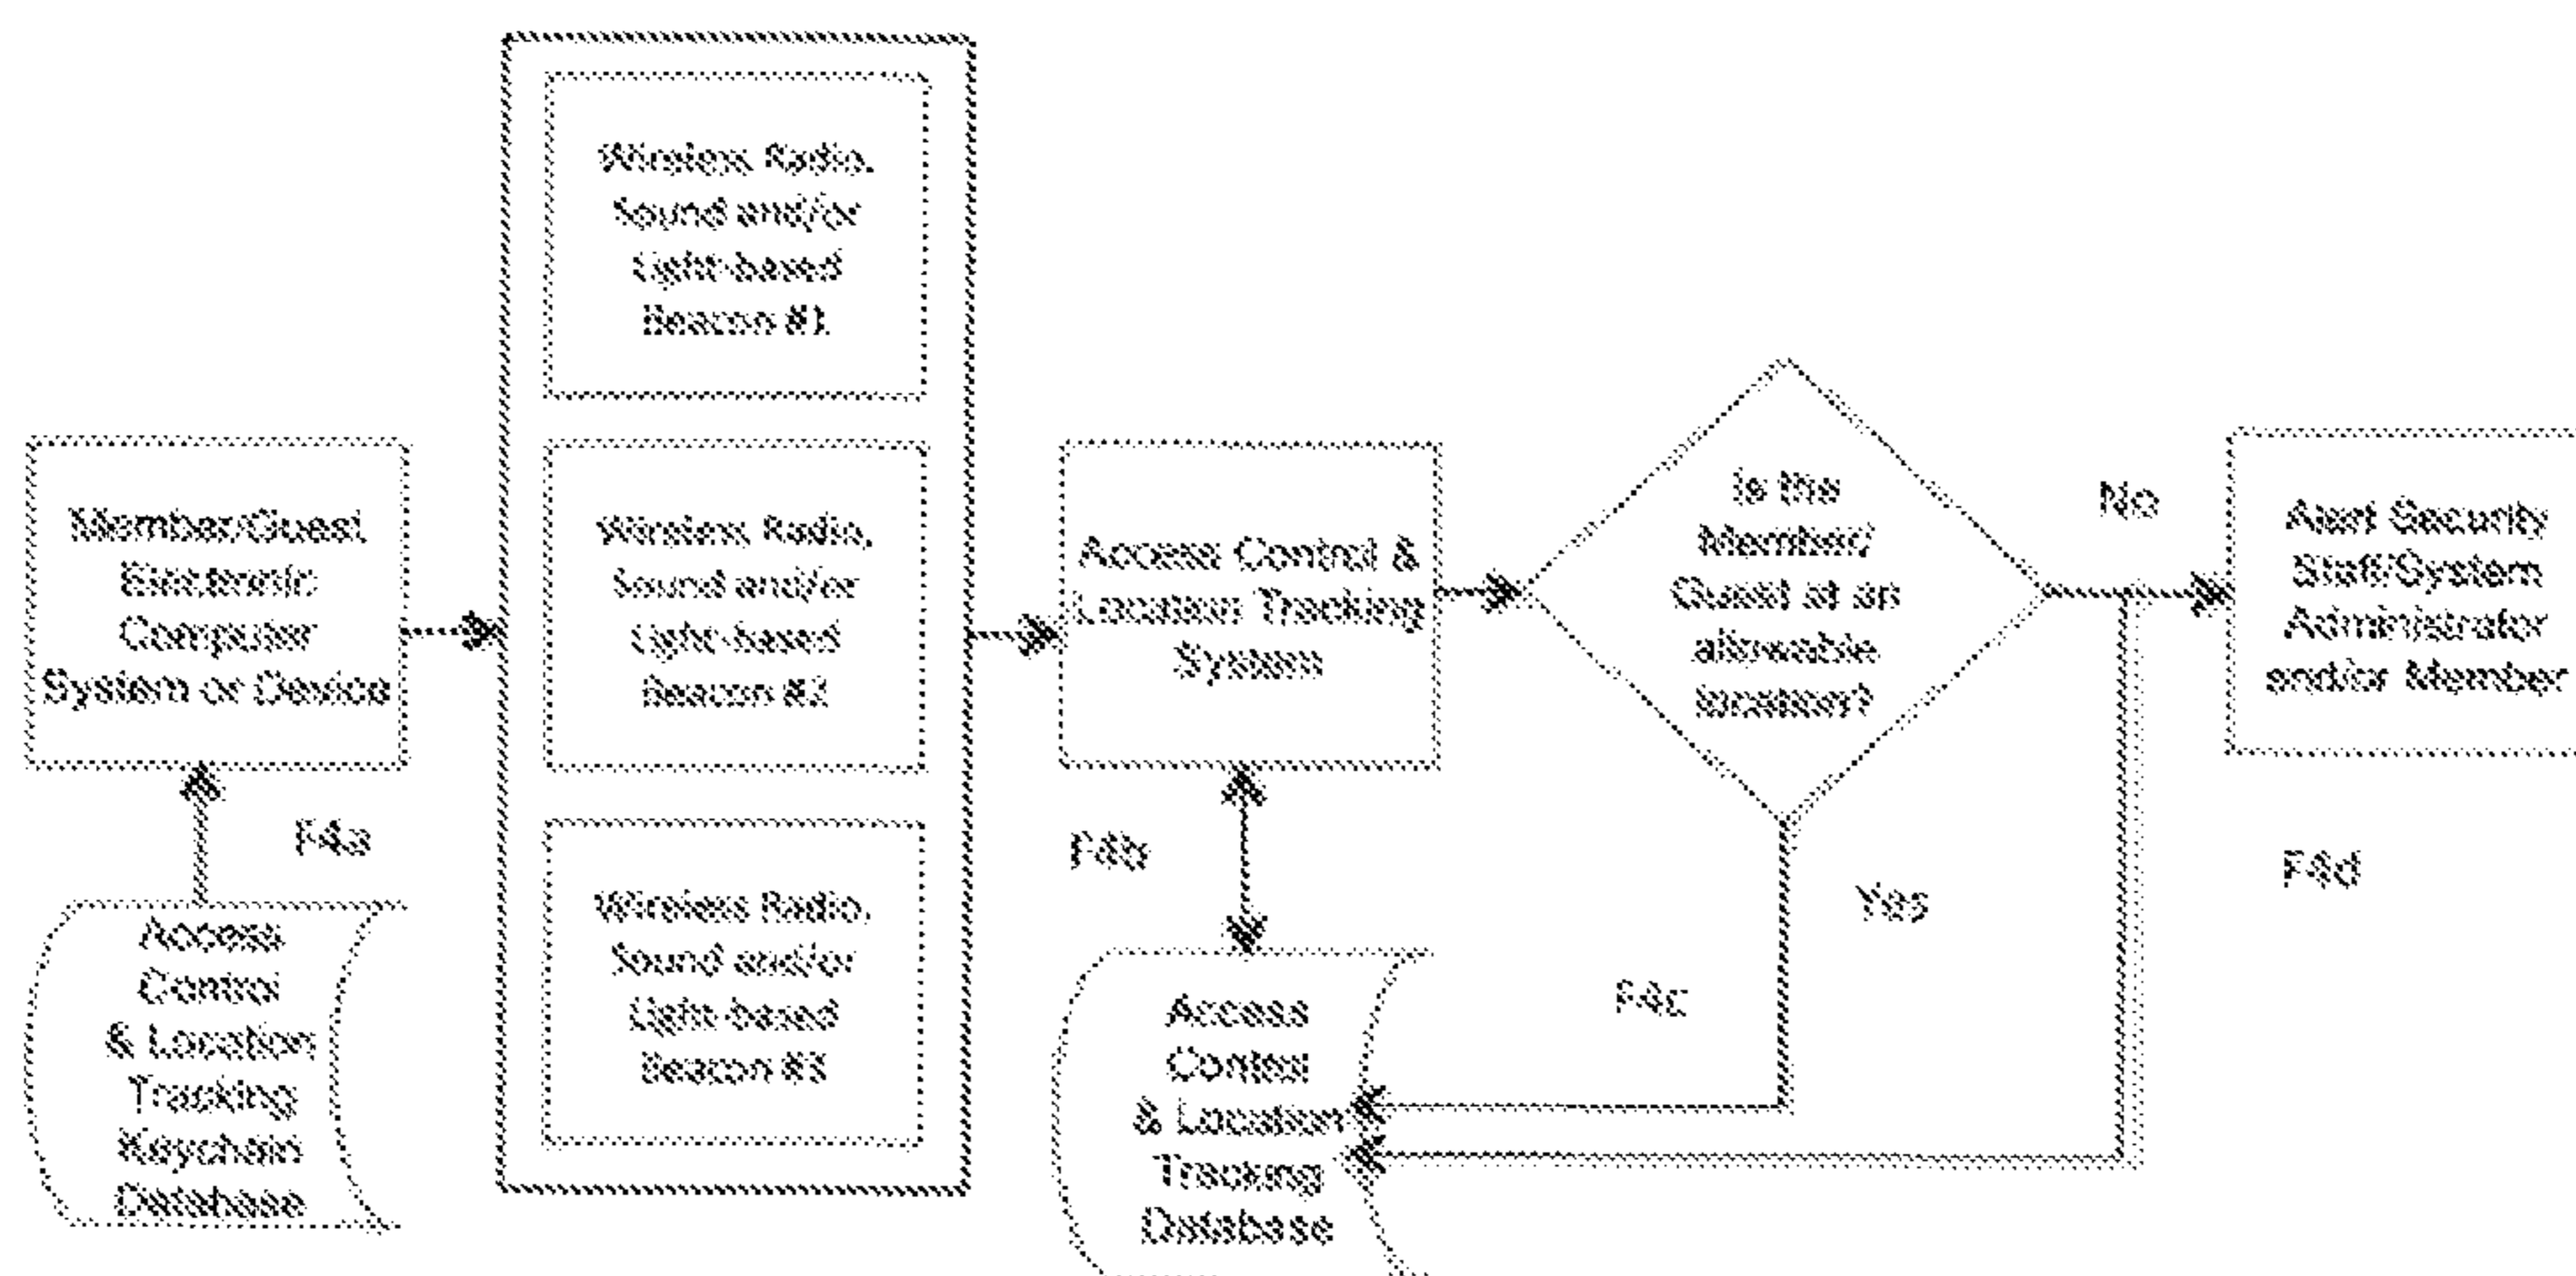 Member/Guest
Electronic
Computer
System or Device
F4a
Access
Control
& Location
Tracking
Keychain
Database
Wireless Radio,
Sound and/or
Light-based
Beacon #1
Wireless Radio,
Sound and/or
Light-based
Beacon #2
Wireless Radio,
Sound and/or
Light-based
Beacon #3
Access Control &
Location Tracking
System
F4b
Access
Control
& Location
Tracking
Database
Is the
Member/
Guest at an
allowable
location?
Yes
F4c
No
Alert Security
Staff/System
Administrator
and/or Member
F4d